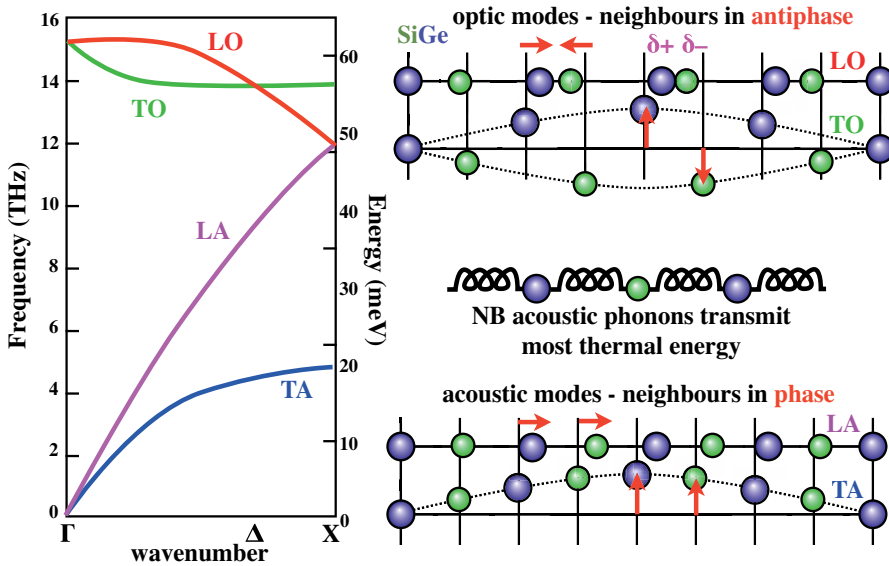 16
14
12
10
8
6
4
2
0
Frequency (THz)
LO
TO
LA
TA
60
50
40
30
20
10
0
Energy (meV)
Γ
Δ
X
wavenumber
optic modes - neighbours in antiphase
SiGe
δ+ δ−
LO
TO
NB acoustic phonons transmit
most thermal energy
acoustic modes - neighbours in phase
LA
TA